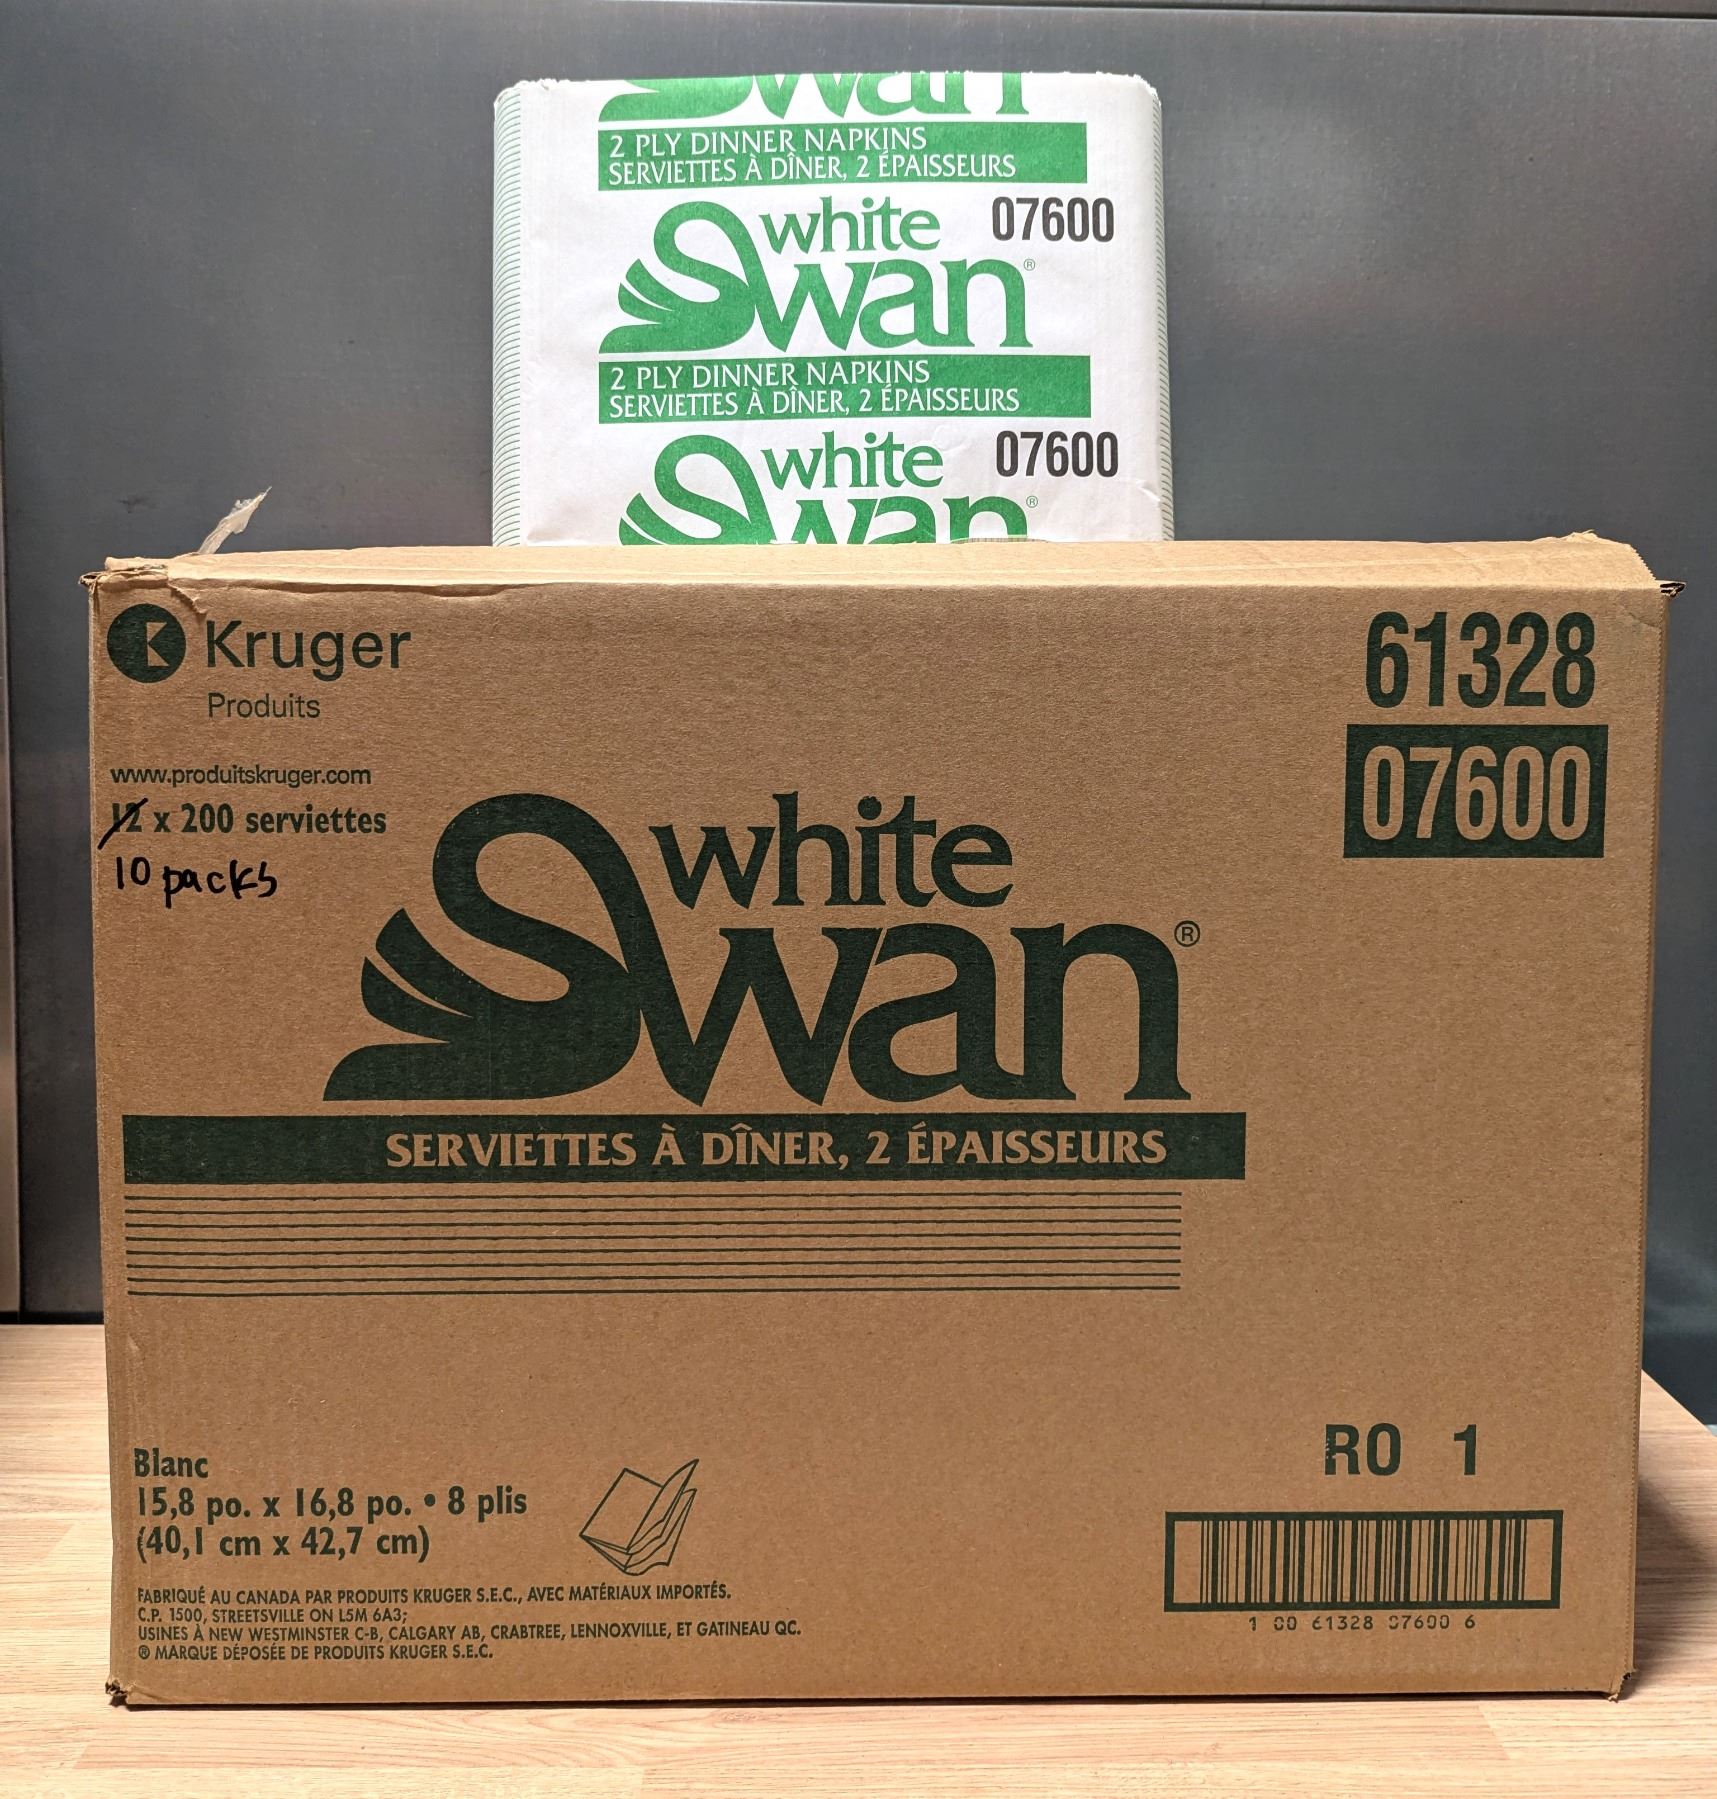 Swan
2 PLY DINNER NAPKINS
SERVIETTES À DÎNER, 2 ÉPAISSEURS
white 07600
Swan®
2 PLY DINNER NAPKINS
SERVIETTES À DÎNER, 2 ÉPAISSEURS
white 07600
Swan®
K Kruger
Produits
61328
07600
www.produitskruger.com
12 x 200 serviettes
10 packs
white
Swan®
SERVIETTES À DÎNER, 2 ÉPAISSEURS
RO 1
Blanc
15,8 po. x 16,8 po. • 8 plis
(40,1 cm x 42,7 cm)
FABRIQUÉ AU CANADA PAR PRODUITS KRUGER S.E.C., AVEC MATÉRIAUX IMPORTÉS.
C.P. 1500, STREETSVILLE ON L5M 6A3;
USINES À NEW WESTMINSTER C-B, CALGARY AB, CRABTREE, LENNOXVILLE, ET GATINEAU QC.
® MARQUE DÉPOSÉE DE PRODUITS KRUGER S.E.C.
1 00 61328 07600 6